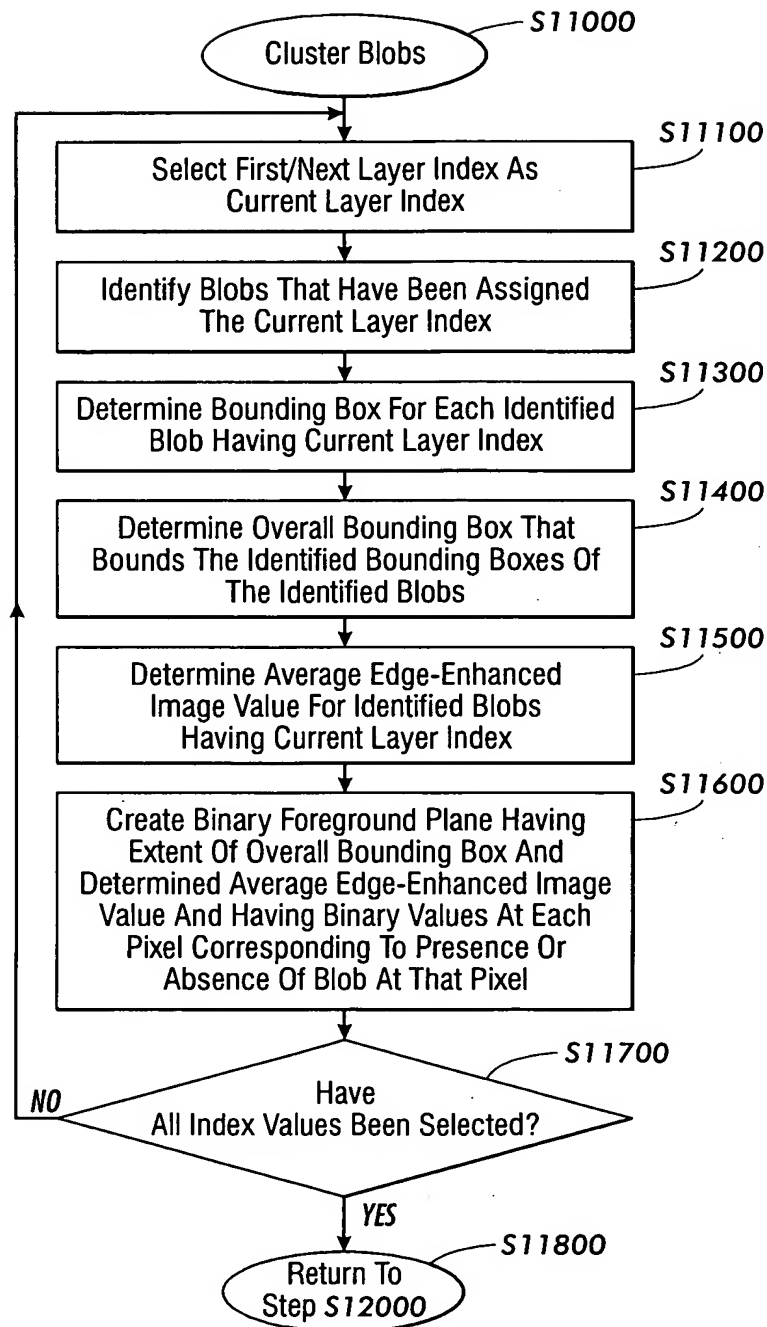 S11000
Cluster Blobs
S11100
Select First/Next Layer Index As
Current Layer Index
S11200
Identify Blobs That Have Been Assigned
The Current Layer Index
S11300
Determine Bounding Box For Each Identified
Blob Having Current Layer Index
S11400
Determine Overall Bounding Box That
Bounds The Identified Bounding Boxes Of
The Identified Blobs
S11500
Determine Average Edge-Enhanced
Image Value For Identified Blobs
Having Current Layer Index
S11600
Create Binary Foreground Plane Having
Extent Of Overall Bounding Box And
Determined Average Edge-Enhanced Image
Value And Having Binary Values At Each
Pixel Corresponding To Presence Or
Absence Of Blob At That Pixel
S11700
Have
All Index Values Been Selected?
NO
YES
S11800
Return To
Step S12000